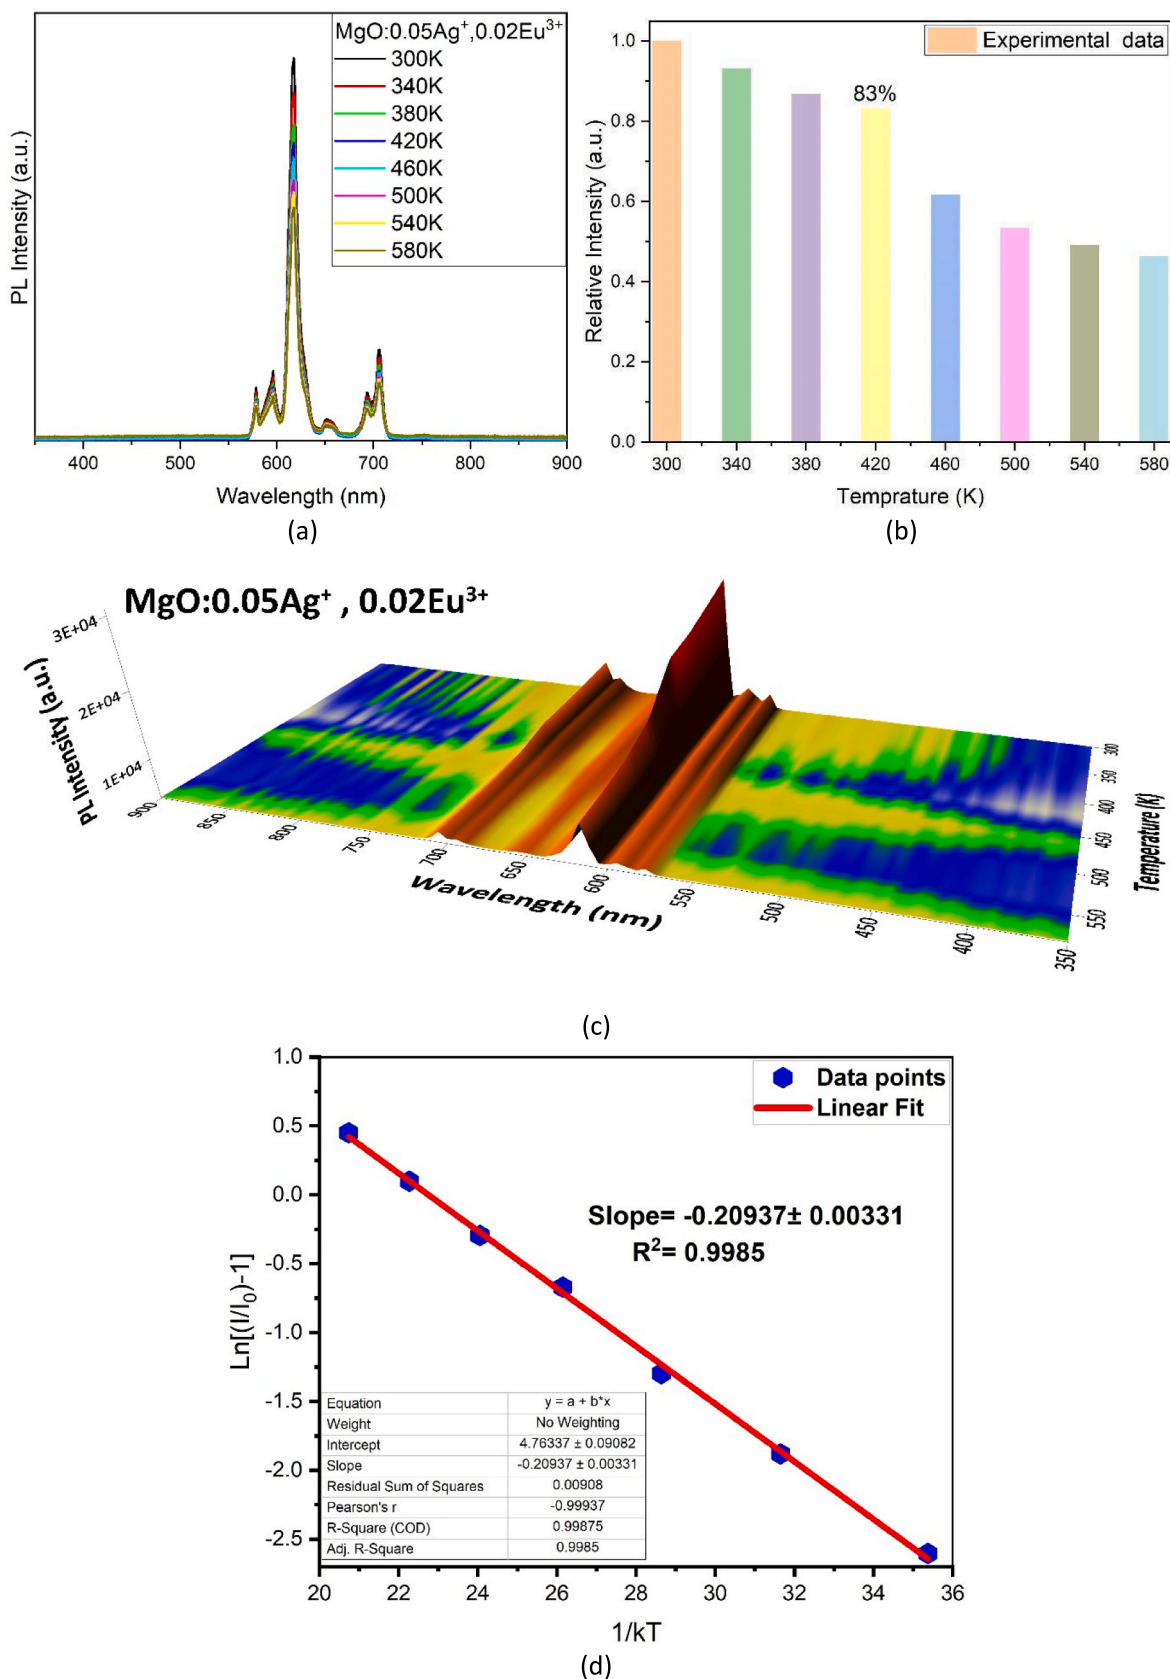 MgO:0.05Ag⁺,0.02Eu³⁺
300K
340K
380K
420K
460K
500K
540K
580K
PL Intensity (a.u.)
400 500 600 700 800 900
Wavelength (nm)
(a)
Experimental data
83%
Relative Intensity (a.u.)
1.0
0.8
0.6
0.4
0.2
0.0
300 340 380 420 460 500 540 580
Temprature (K)
(b)
MgO:0.05Ag⁺ , 0.02Eu³⁺
PL Intensity (a.u.)
3E+04
2E+04
1E+04
900 850 800 750 700 650 600 550 500 450 400 350
Wavelength (nm)
300
350
400
450
500
550
Temperature (K)
(c)
Data points
Linear Fit
Slope= -0.20937± 0.00331
R²= 0.9985
Ln[(I/I₀)-1]
1.0
0.5
0.0
-0.5
-1.0
-1.5
-2.0
-2.5
Equation y = a + b*x
Weight No Weighting
Intercept 4.76337 ± 0.09082
Slope -0.20937 ± 0.00331
Residual Sum of Squares 0.00908
Pearson's r -0.99937
R-Square (COD) 0.99875
Adj. R-Square 0.9985
20 22 24 26 28 30 32 34 36
1/kT
(d)